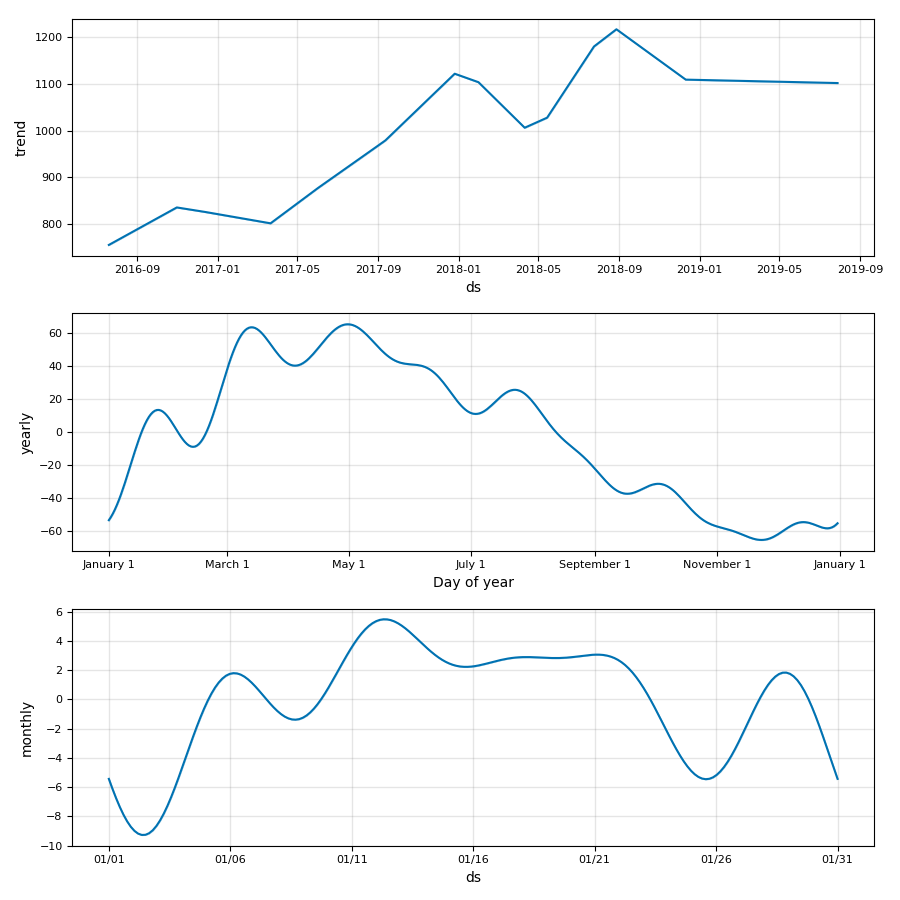 1200
1100
1000
900
800
trend
2016-09 2017-01 2017-05 2017-09 2018-01 2018-05 2018-09 2019-01 2019-05 2019-09
ds
60
40
20
0
−20
−40
−60
yearly
January 1 March 1 May 1 July 1 September 1 November 1 January 1
Day of year
6
4
2
0
−2
−4
−6
−8
−10
monthly
01/01 01/06 01/11 01/16 01/21 01/26 01/31
ds